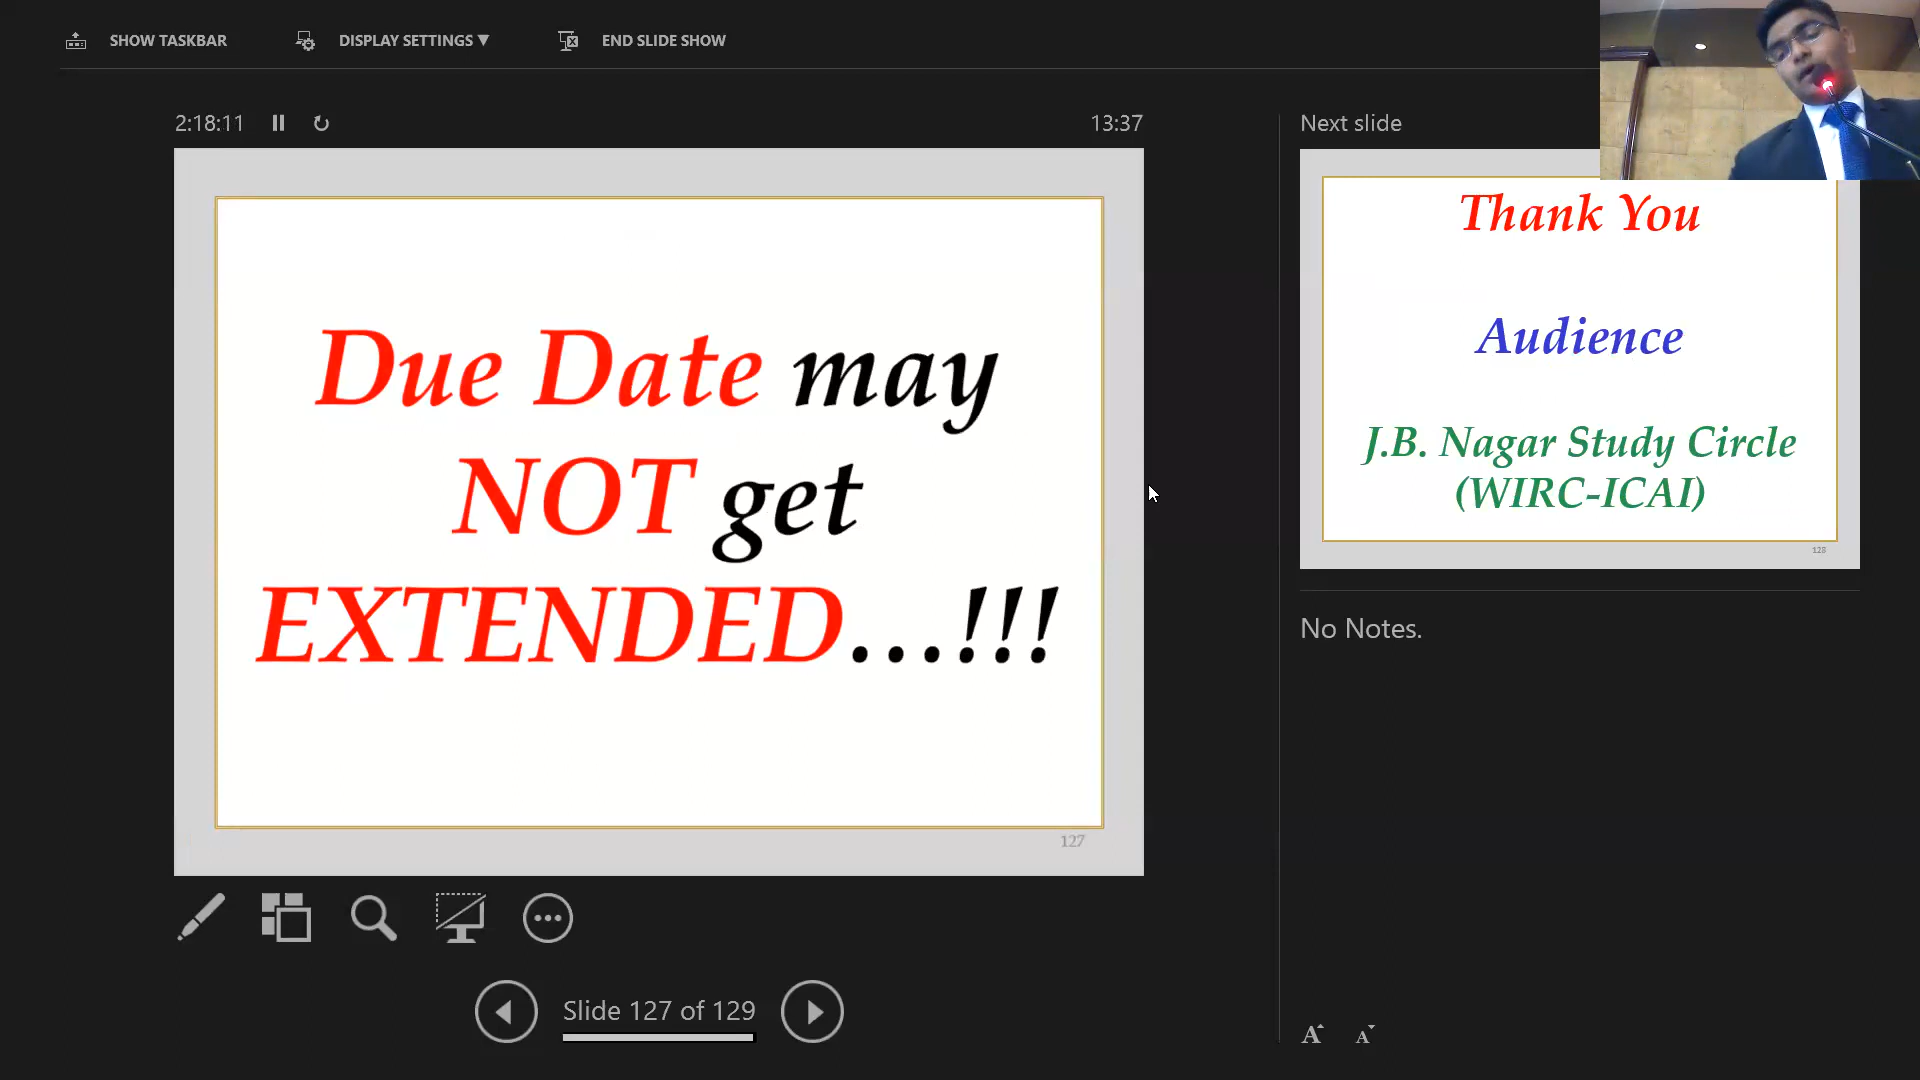 SHOW TASKBAR
DISPLAY SETTINGS ▼
END SLIDE SHOW
2:18:11
13:37
Due Date may
NOT get
EXTENDED...!!!
127
Slide 127 of 129
Next slide
Thank You
Audience
J.B. Nagar Study Circle
(WIRC-ICAI)
128
No Notes.
A A